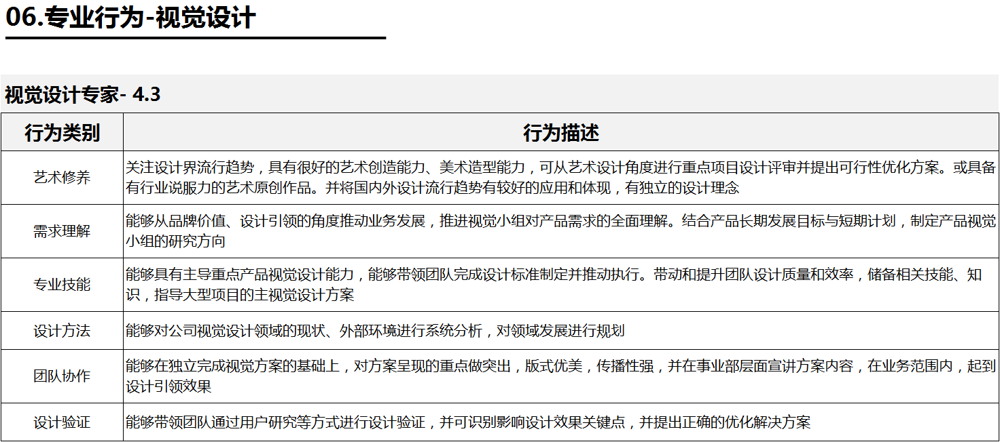 06.专业行为-视觉设计
视觉设计专家- 4.3
行为类别
行为描述
艺术修养
关注设计界流行趋势，具有很好的艺术创造能力、美术造型能力，可从艺术设计角度进行重点项目设计评审并提出可行性优化方案。或具备
有行业说服力的艺术原创作品。并将国内外设计流行趋势有较好的应用和体现，有独立的设计理念
需求理解
能够从品牌价值、设计引领的角度推动业务发展，推进视觉小组对产品需求的全面理解。结合产品长期发展目标与短期计划，制定产品视觉
小组的研究方向
专业技能
能够具有主导重点产品视觉设计能力，能够带领团队完成设计标准制定并推动执行。带动和提升团队设计质量和效率，储备相关技能、知
识，指导大型项目的主视觉设计方案
设计方法
能够对公司视觉设计领域的现状、外部环境进行系统分析，对领域发展进行规划
团队协作
能够在独立完成视觉方案的基础上，对方案呈现的重点做突出，版式优美，传播性强，并在事业部层面宣讲方案内容，在业务范围内，起到
设计引领效果
设计验证
能够带领团队通过用户研究等方式进行设计验证，并可识别影响设计效果关键点，并提出正确的优化解决方案